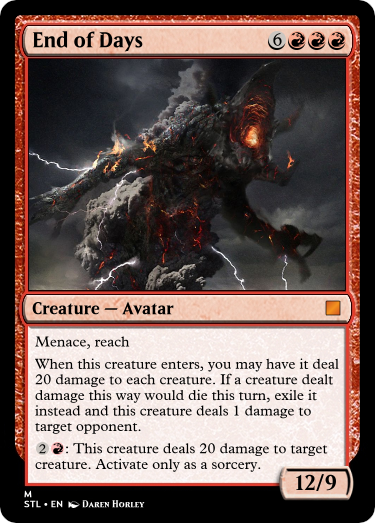 End of Days 6
Creature — Avatar
Menace, reach
When this creature enters, you may have it deal
20 damage to each creature. If a creature dealt
damage this way would die this turn, exile it
instead and this creature deals 1 damage to
target opponent.
2 : This creature deals 20 damage to target
creature. Activate only as a sorcery.
12/9
M
STL • EN Daren Horley